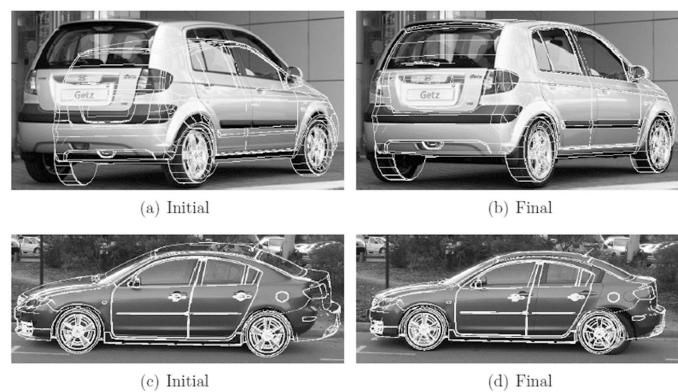 Getz
Getz
(a) Initial
(b) Final
(c) Initial
(d) Final